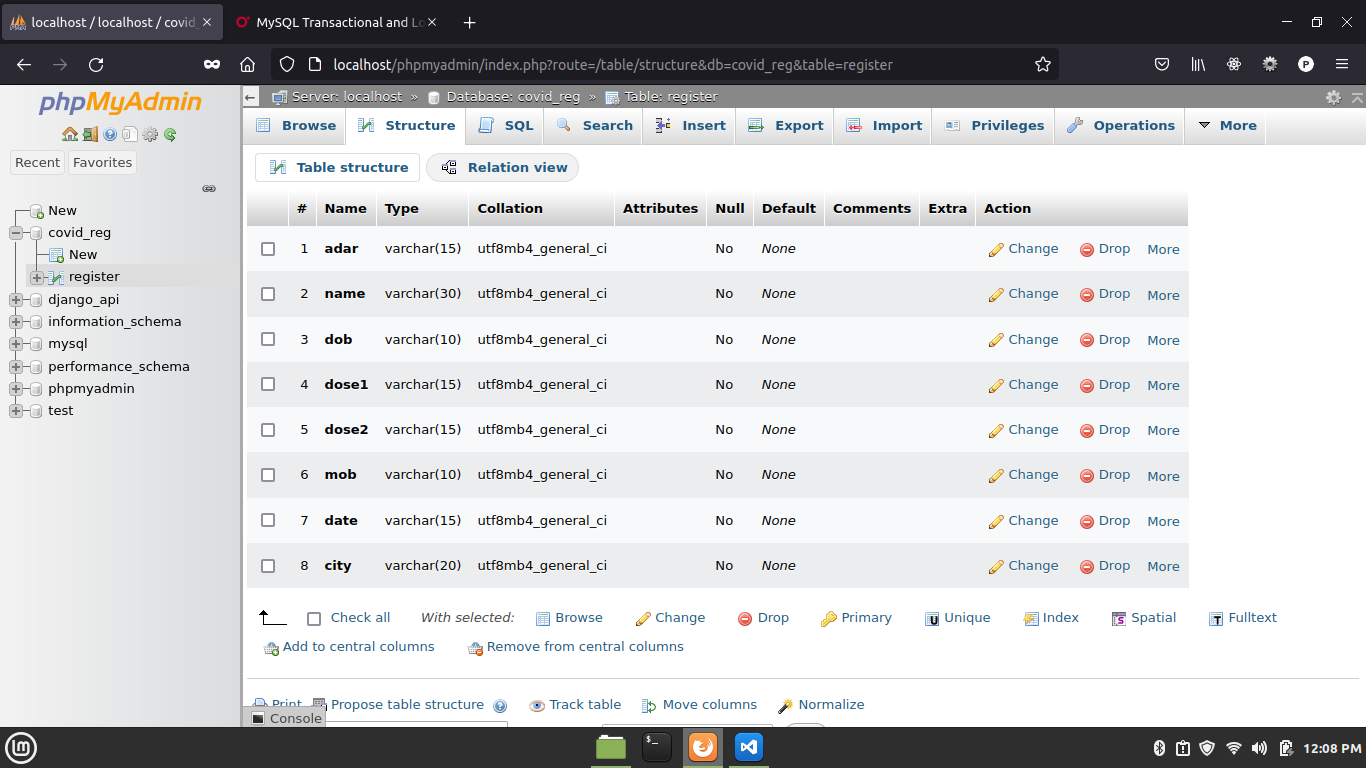 localhost / localhost / covid
MySQL Transactional and Lo
localhost/phpmyadmin/index.php?route=/table/structure&db=covid_reg&table=register
P
phpMyAdmin
Recent Favorites
New
covid_reg
New
register
django_api
information_schema
mysql
performance_schema
phpmyadmin
test
Server: localhost » Database: covid_reg » Table: register
Browse Structure SQL Search Insert Export Import Privileges Operations More
Table structure Relation view
# Name Type Collation Attributes Null Default Comments Extra Action
1 adar varchar(15) utf8mb4_general_ci No None Change Drop More
2 name varchar(30) utf8mb4_general_ci No None Change Drop More
3 dob varchar(10) utf8mb4_general_ci No None Change Drop More
4 dose1 varchar(15) utf8mb4_general_ci No None Change Drop More
5 dose2 varchar(15) utf8mb4_general_ci No None Change Drop More
6 mob varchar(10) utf8mb4_general_ci No None Change Drop More
7 date varchar(15) utf8mb4_general_ci No None Change Drop More
8 city varchar(20) utf8mb4_general_ci No None Change Drop More
Check all With selected: Browse Change Drop Primary Unique Index Spatial Fulltext
Add to central columns Remove from central columns
Print Propose table structure Track table Move columns Normalize
Console
12:08 PM